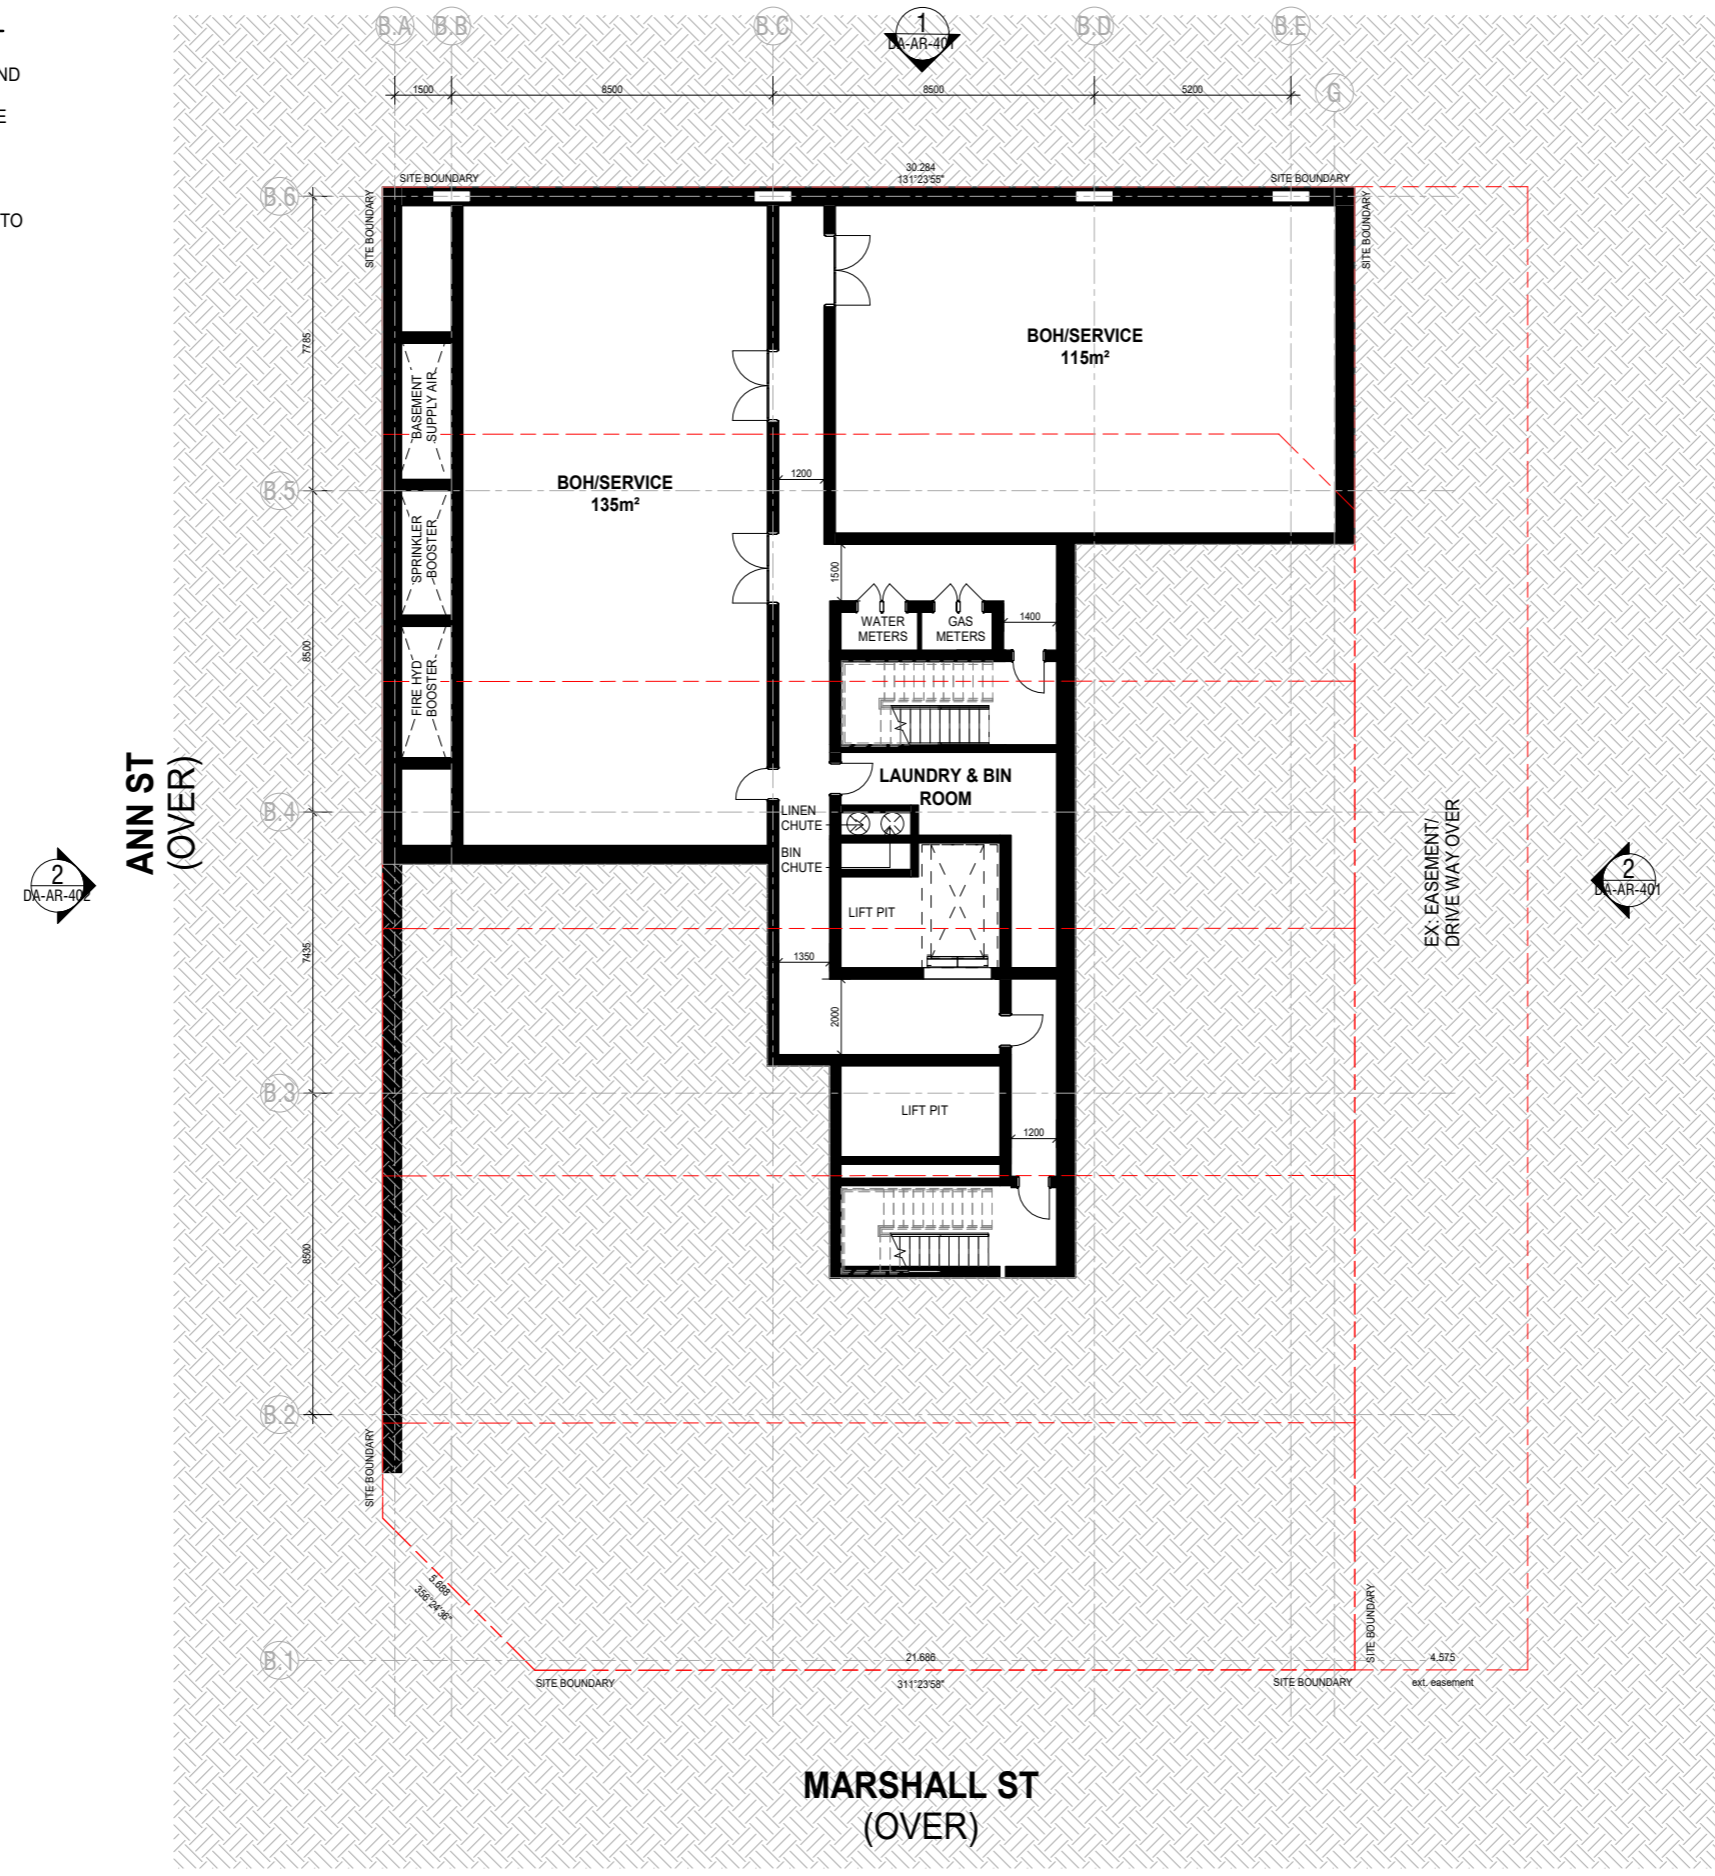 ND
E
TO
B.A
B.B
B.C
B.D
B.E
G
1
DA-AR-401
1500
8500
8500
5200
30.284
131°23'55"
SITE BOUNDARY
SITE BOUNDARY
SITE BOUNDARY
SITE BOUNDARY
B.6
7785
BOH/SERVICE
115m²
BASEMENT
SUPPLY AIR
BOH/SERVICE
135m²
1200
B.5
SPRINKLER
BOOSTER
1500
WATER
METERS
GAS
METERS
1400
8500
FIRE HYD
BOOSTER
LAUNDRY & BIN
ROOM
ANN ST
(OVER)
B.4
LINEN
CHUTE
BIN
CHUTE
LIFT PIT
2
DA-AR-402
EX: EASEMENT/
DRIVE WAY OVER
2
DA-AR-401
7435
1350
2000
B.3
LIFT PIT
1200
8500
B.2
SITE BOUNDARY
5.688
356°24'36"
B.1
SITE BOUNDARY
21.686
4.575
SITE BOUNDARY
311°23'58"
SITE BOUNDARY
ext. easement
MARSHALL ST
(OVER)